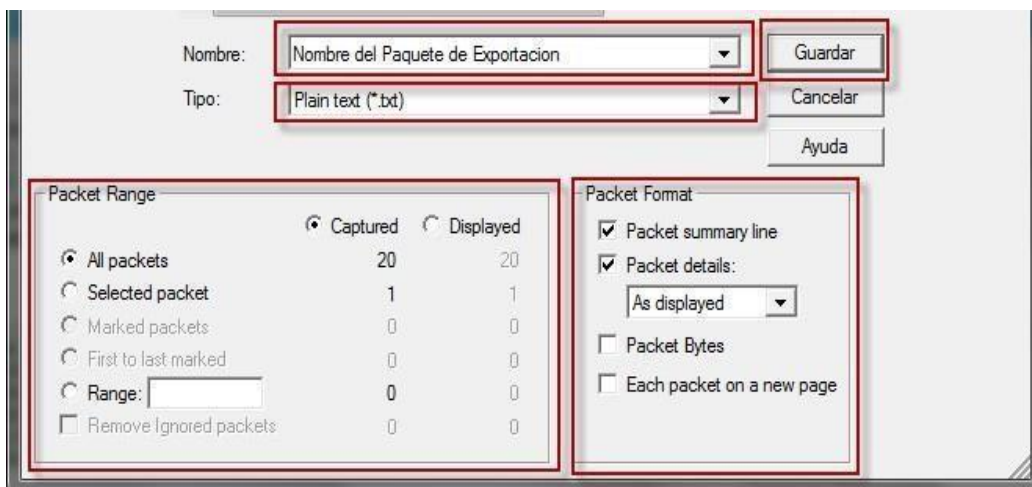 Nombre: Nombre del Paquete de Exportacion Guardar
Tipo: Plain text (*.txt) Cancelar
Ayuda
Packet Range
Captured Displayed
All packets 20 20
Selected packet 1 1
Marked packets 0 0
First to last marked 0 0
Range: 0 0
Remove Ignored packets 0 0
Packet Format
Packet summary line
Packet details:
As displayed
Packet Bytes
Each packet on a new page